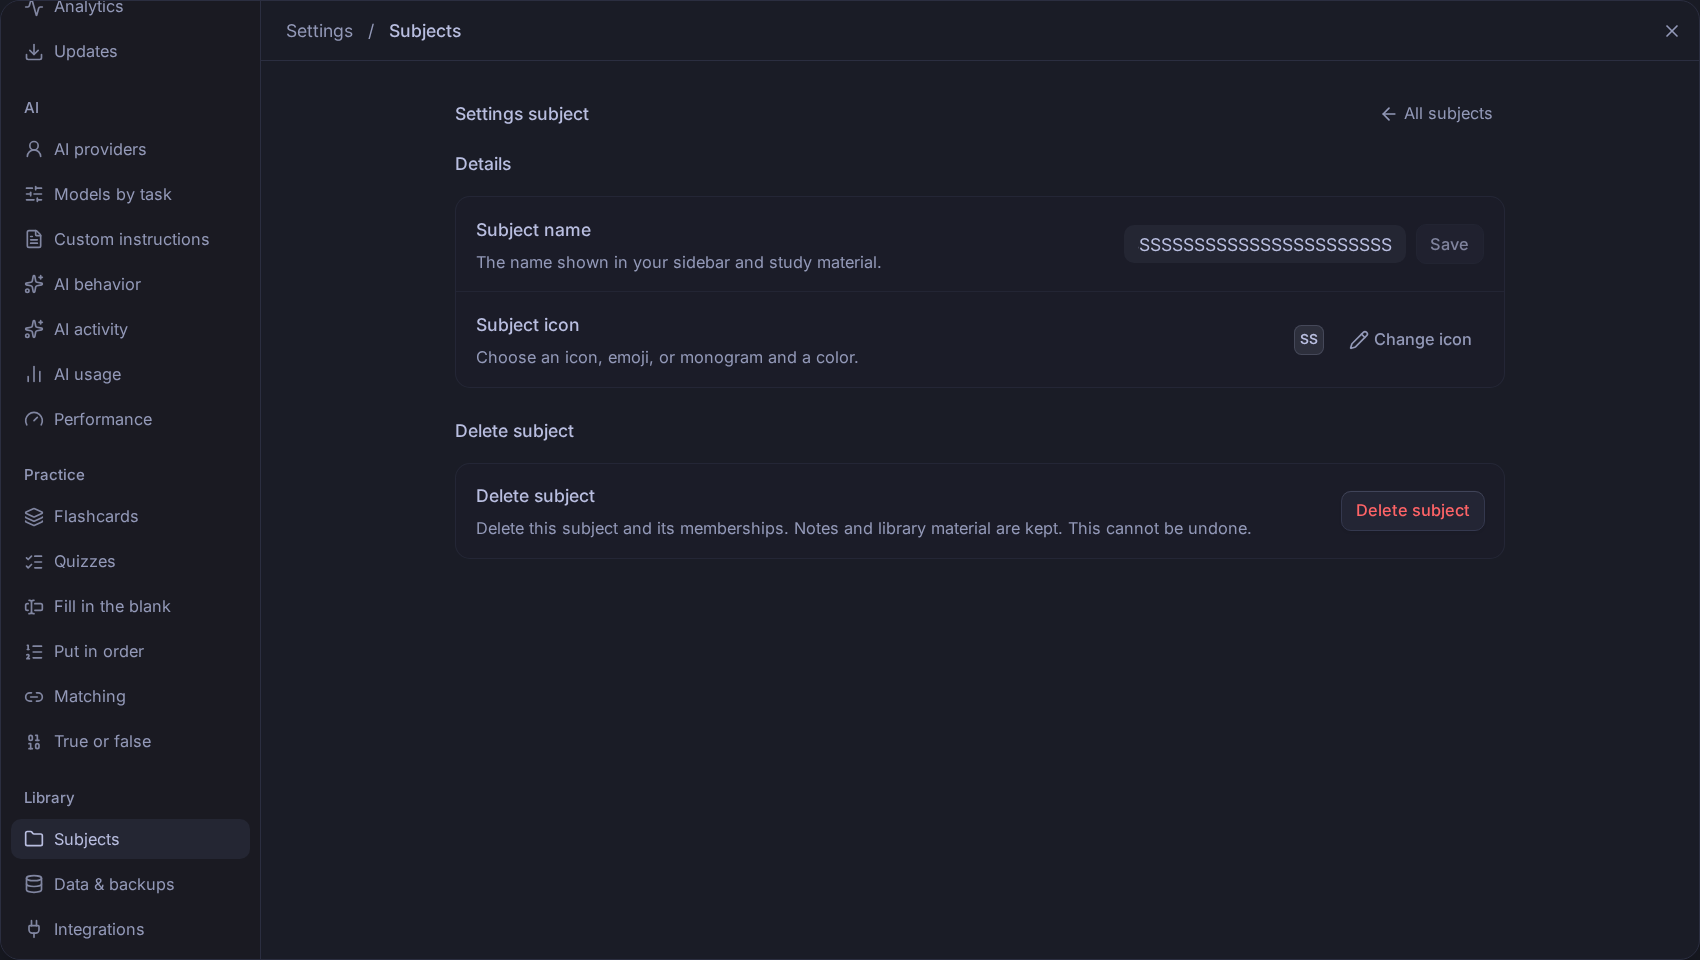 Analytics
Updates
AI
AI providers
Models by task
Custom instructions
AI behavior
AI activity
AI usage
Performance
Practice
Flashcards
Quizzes
Fill in the blank
Put in order
Matching
True or false
Library
Subjects
Data & backups
Integrations
Settings / Subjects
Settings subject
All subjects
Details
Subject name
The name shown in your sidebar and study material.
SSSSSSSSSSSSSSSSSSSSSSS
Save
Subject icon
Choose an icon, emoji, or monogram and a color.
SS
Change icon
Delete subject
Delete subject
Delete this subject and its memberships. Notes and library material are kept. This cannot be undone.
Delete subject